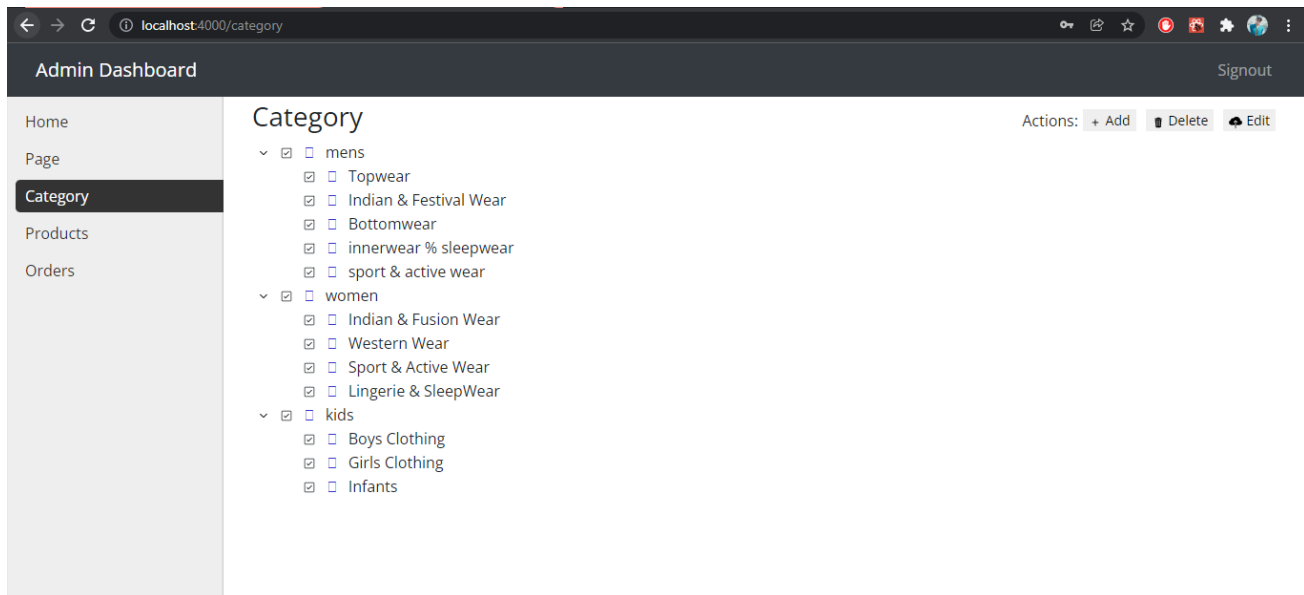 localhost:4000/category
Admin Dashboard Signout
Home
Page
Category
Products
Orders
Category
Actions: + Add Delete Edit
mens
Topwear
Indian & Festival Wear
Bottomwear
innerwear % sleepwear
sport & active wear
women
Indian & Fusion Wear
Western Wear
Sport & Active Wear
Lingerie & SleepWear
kids
Boys Clothing
Girls Clothing
Infants